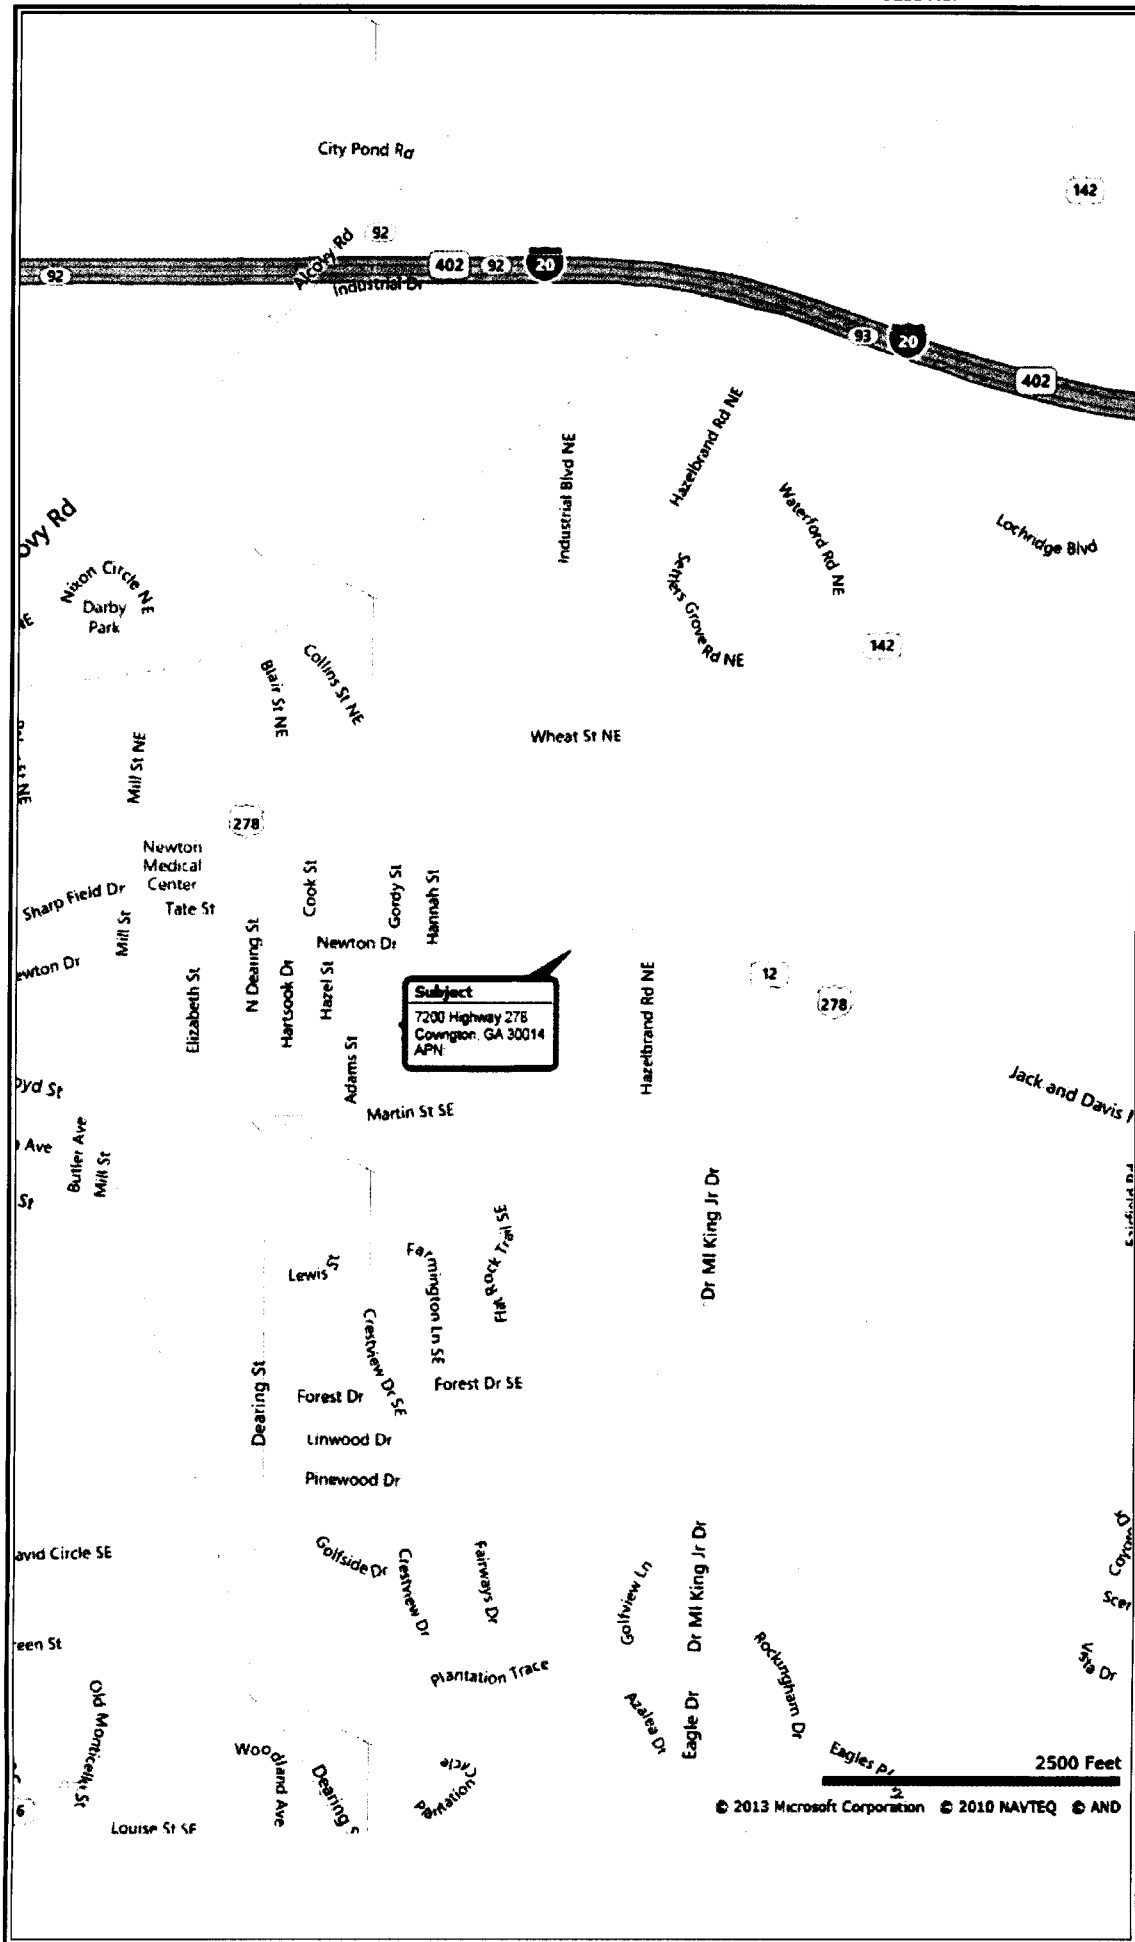 City Pond Rd
142
92
Alcovy Rd
402
92
20
92
Industrial Dr
93
20
402
Hazelbrand Rd NE
Industrial Blvd NE
Waterford Rd NE
Lochridge Blvd
ovy Rd
Nixon Circle NE
Darby
Park
NE
Settlers Grove Rd NE
142
Collins St NE
Blair St NE
Wheat St NE
Mill St NE
St NE
278
Newton
Medical
Center
Sharp Field Dr
Tate St
Mill St
Cook St
Gordy St
Hannah St
Newton Dr
N Dearing St
ewton Dr
Elizabeth St
Hartsook Dr
Hazel St
Adams St
Subject
7200 Highway 278
Covington, GA 30014
APN:
Hazelbrand Rd NE
12
278
oyd St
Martin St SE
Jack and Davis
Ave
Butler Ave
Mill St
St
Fairfield Rd
Dr Ml King Jr Dr
Flat Rock Trail SE
Farmington Ln SE
Lewis St
Crestview Dr SE
Dearing St
Forest Dr
Forest Dr SE
Linwood Dr
Pinewood Dr
avid Circle SE
Golfside Dr
Crestview Dr
Fairways Dr
Golfview Ln
Dr Ml King Jr Dr
Scer
reen St
Plantation Trace
Rockingham Dr
Vista Dr
Old Monticello St
Azalea Dr
Eagle Dr
Woodland Ave
Dearing
Plantation Circle
Eagles
2500 Feet
6
Louise St SE
© 2013 Microsoft Corporation © 2010 NAVTEQ © AND